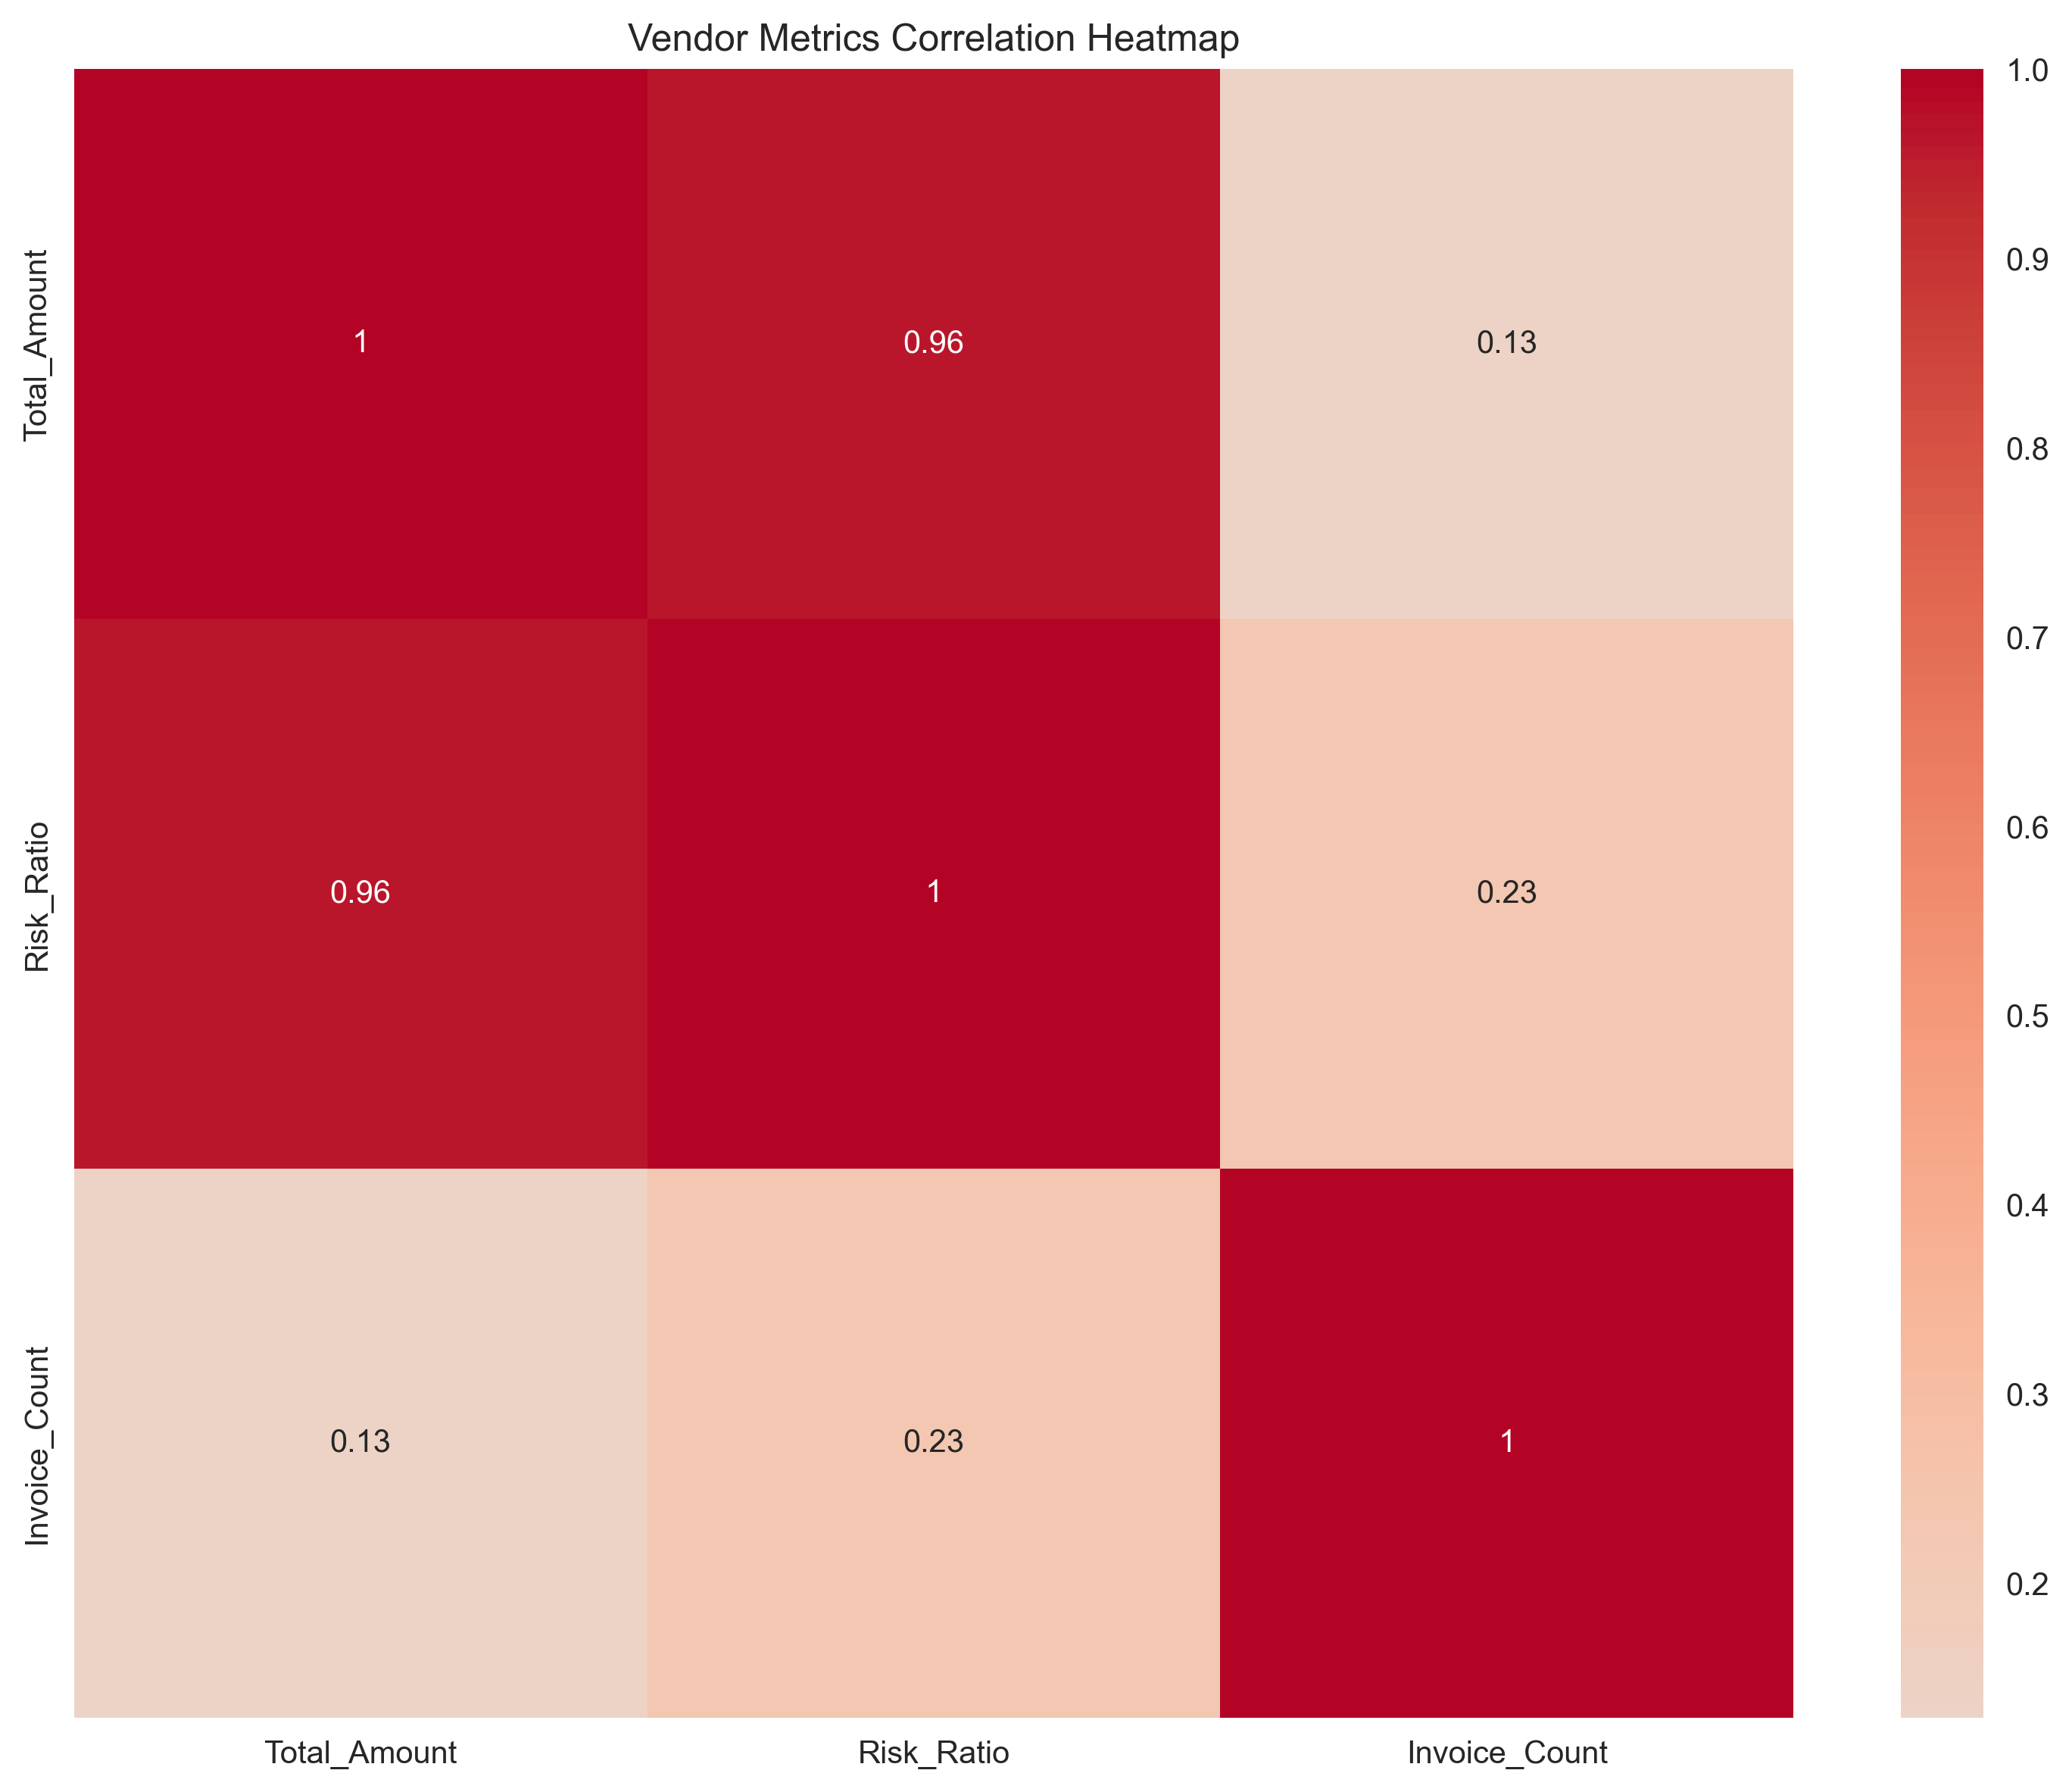 Vendor Metrics Correlation Heatmap
Total_Amount
1
0.96
0.13
Risk_Ratio
0.96
1
0.23
Invoice_Count
0.13
0.23
1
Total_Amount
Risk_Ratio
Invoice_Count
1.0
0.9
0.8
0.7
0.6
0.5
0.4
0.3
0.2